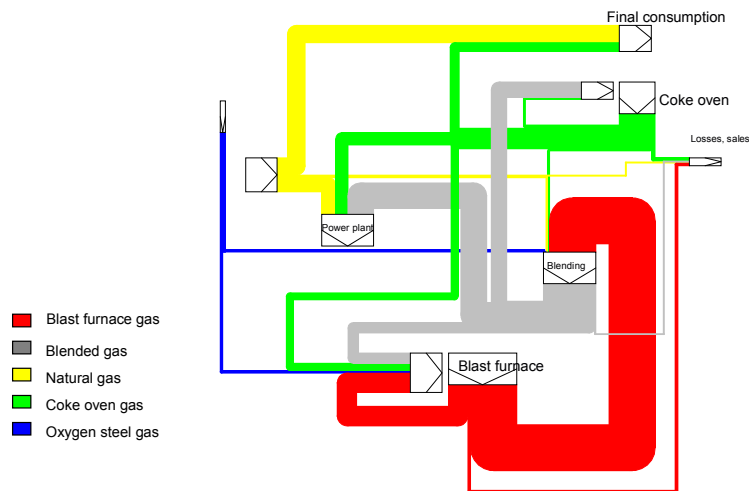 Final consumption
Coke oven
Losses, sales
Power plant
Blending
Blast furnace
Blast furnace gas
Blended gas
Natural gas
Coke oven gas
Oxygen steel gas